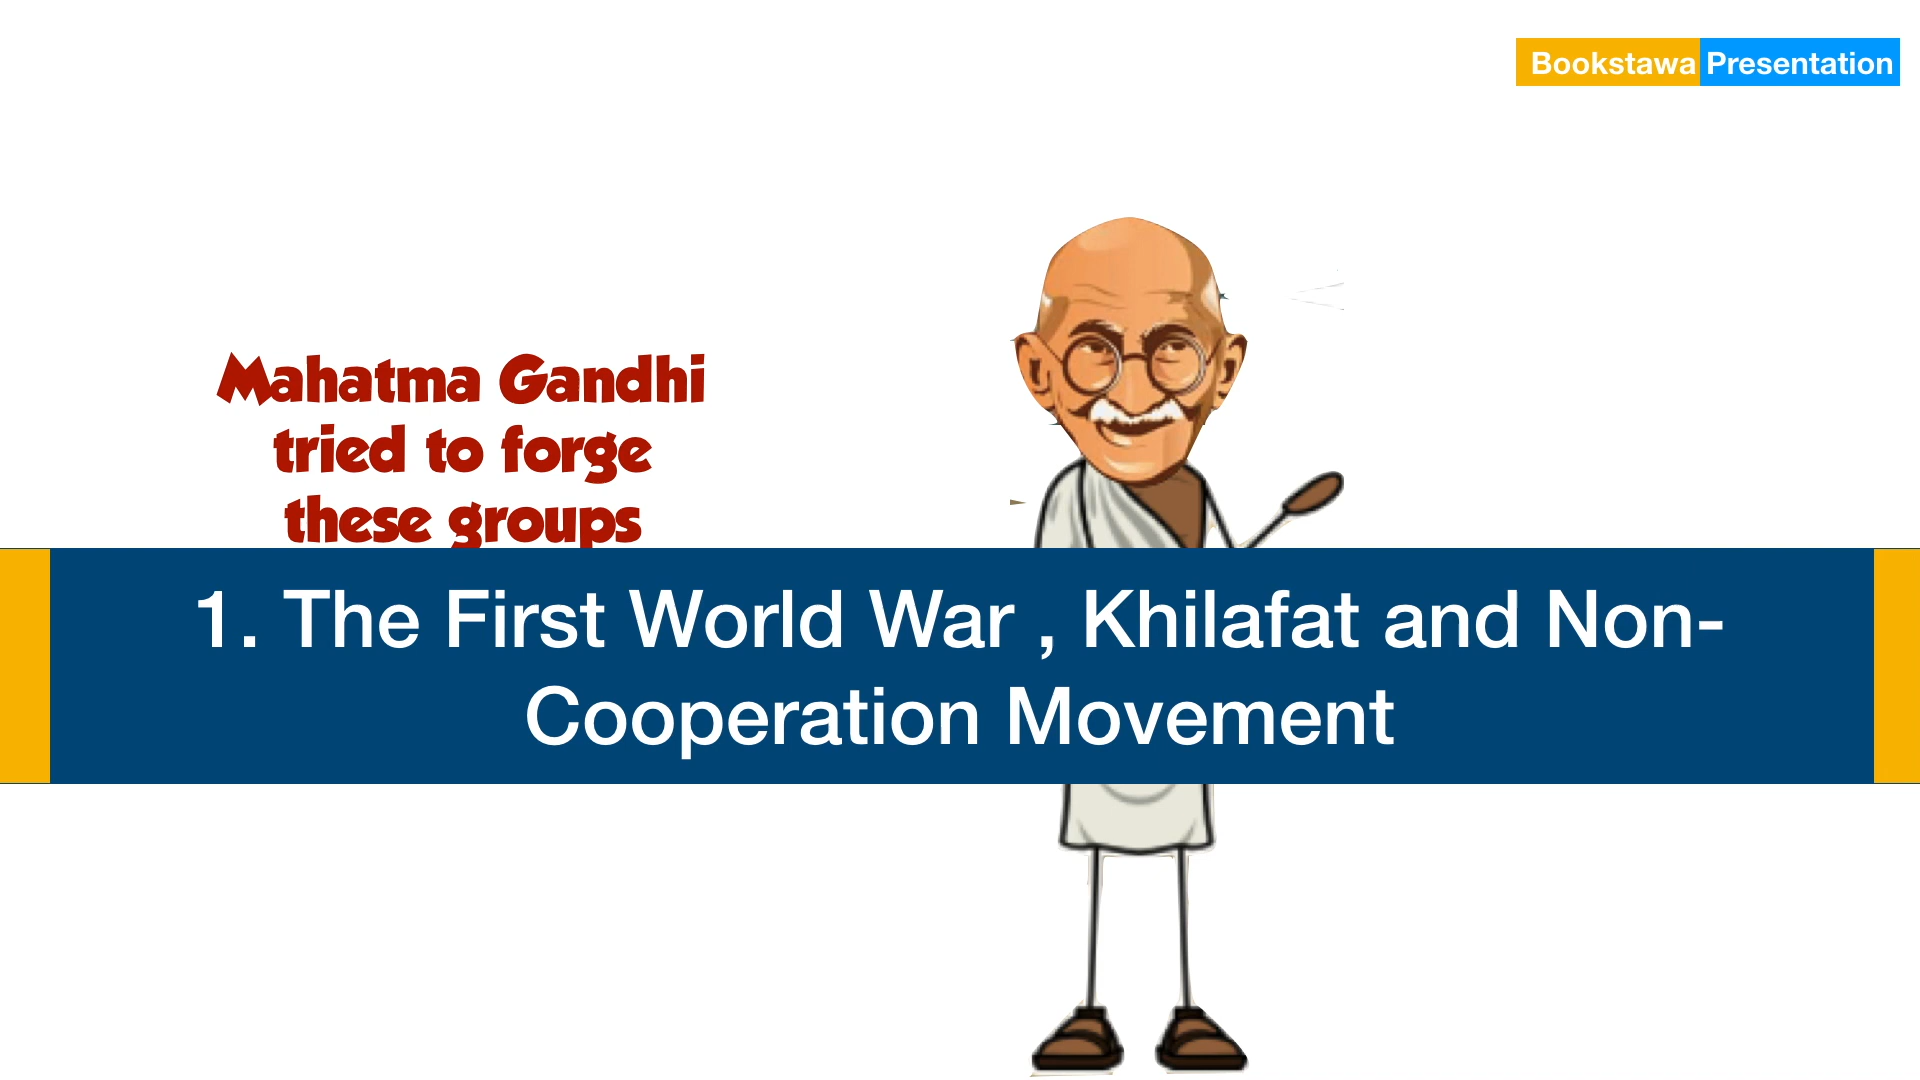 Bookstawa Presentation
Mahatma Gandhi
tried to forge
these groups
1. The First World War , Khilafat and Non-
Cooperation Movement